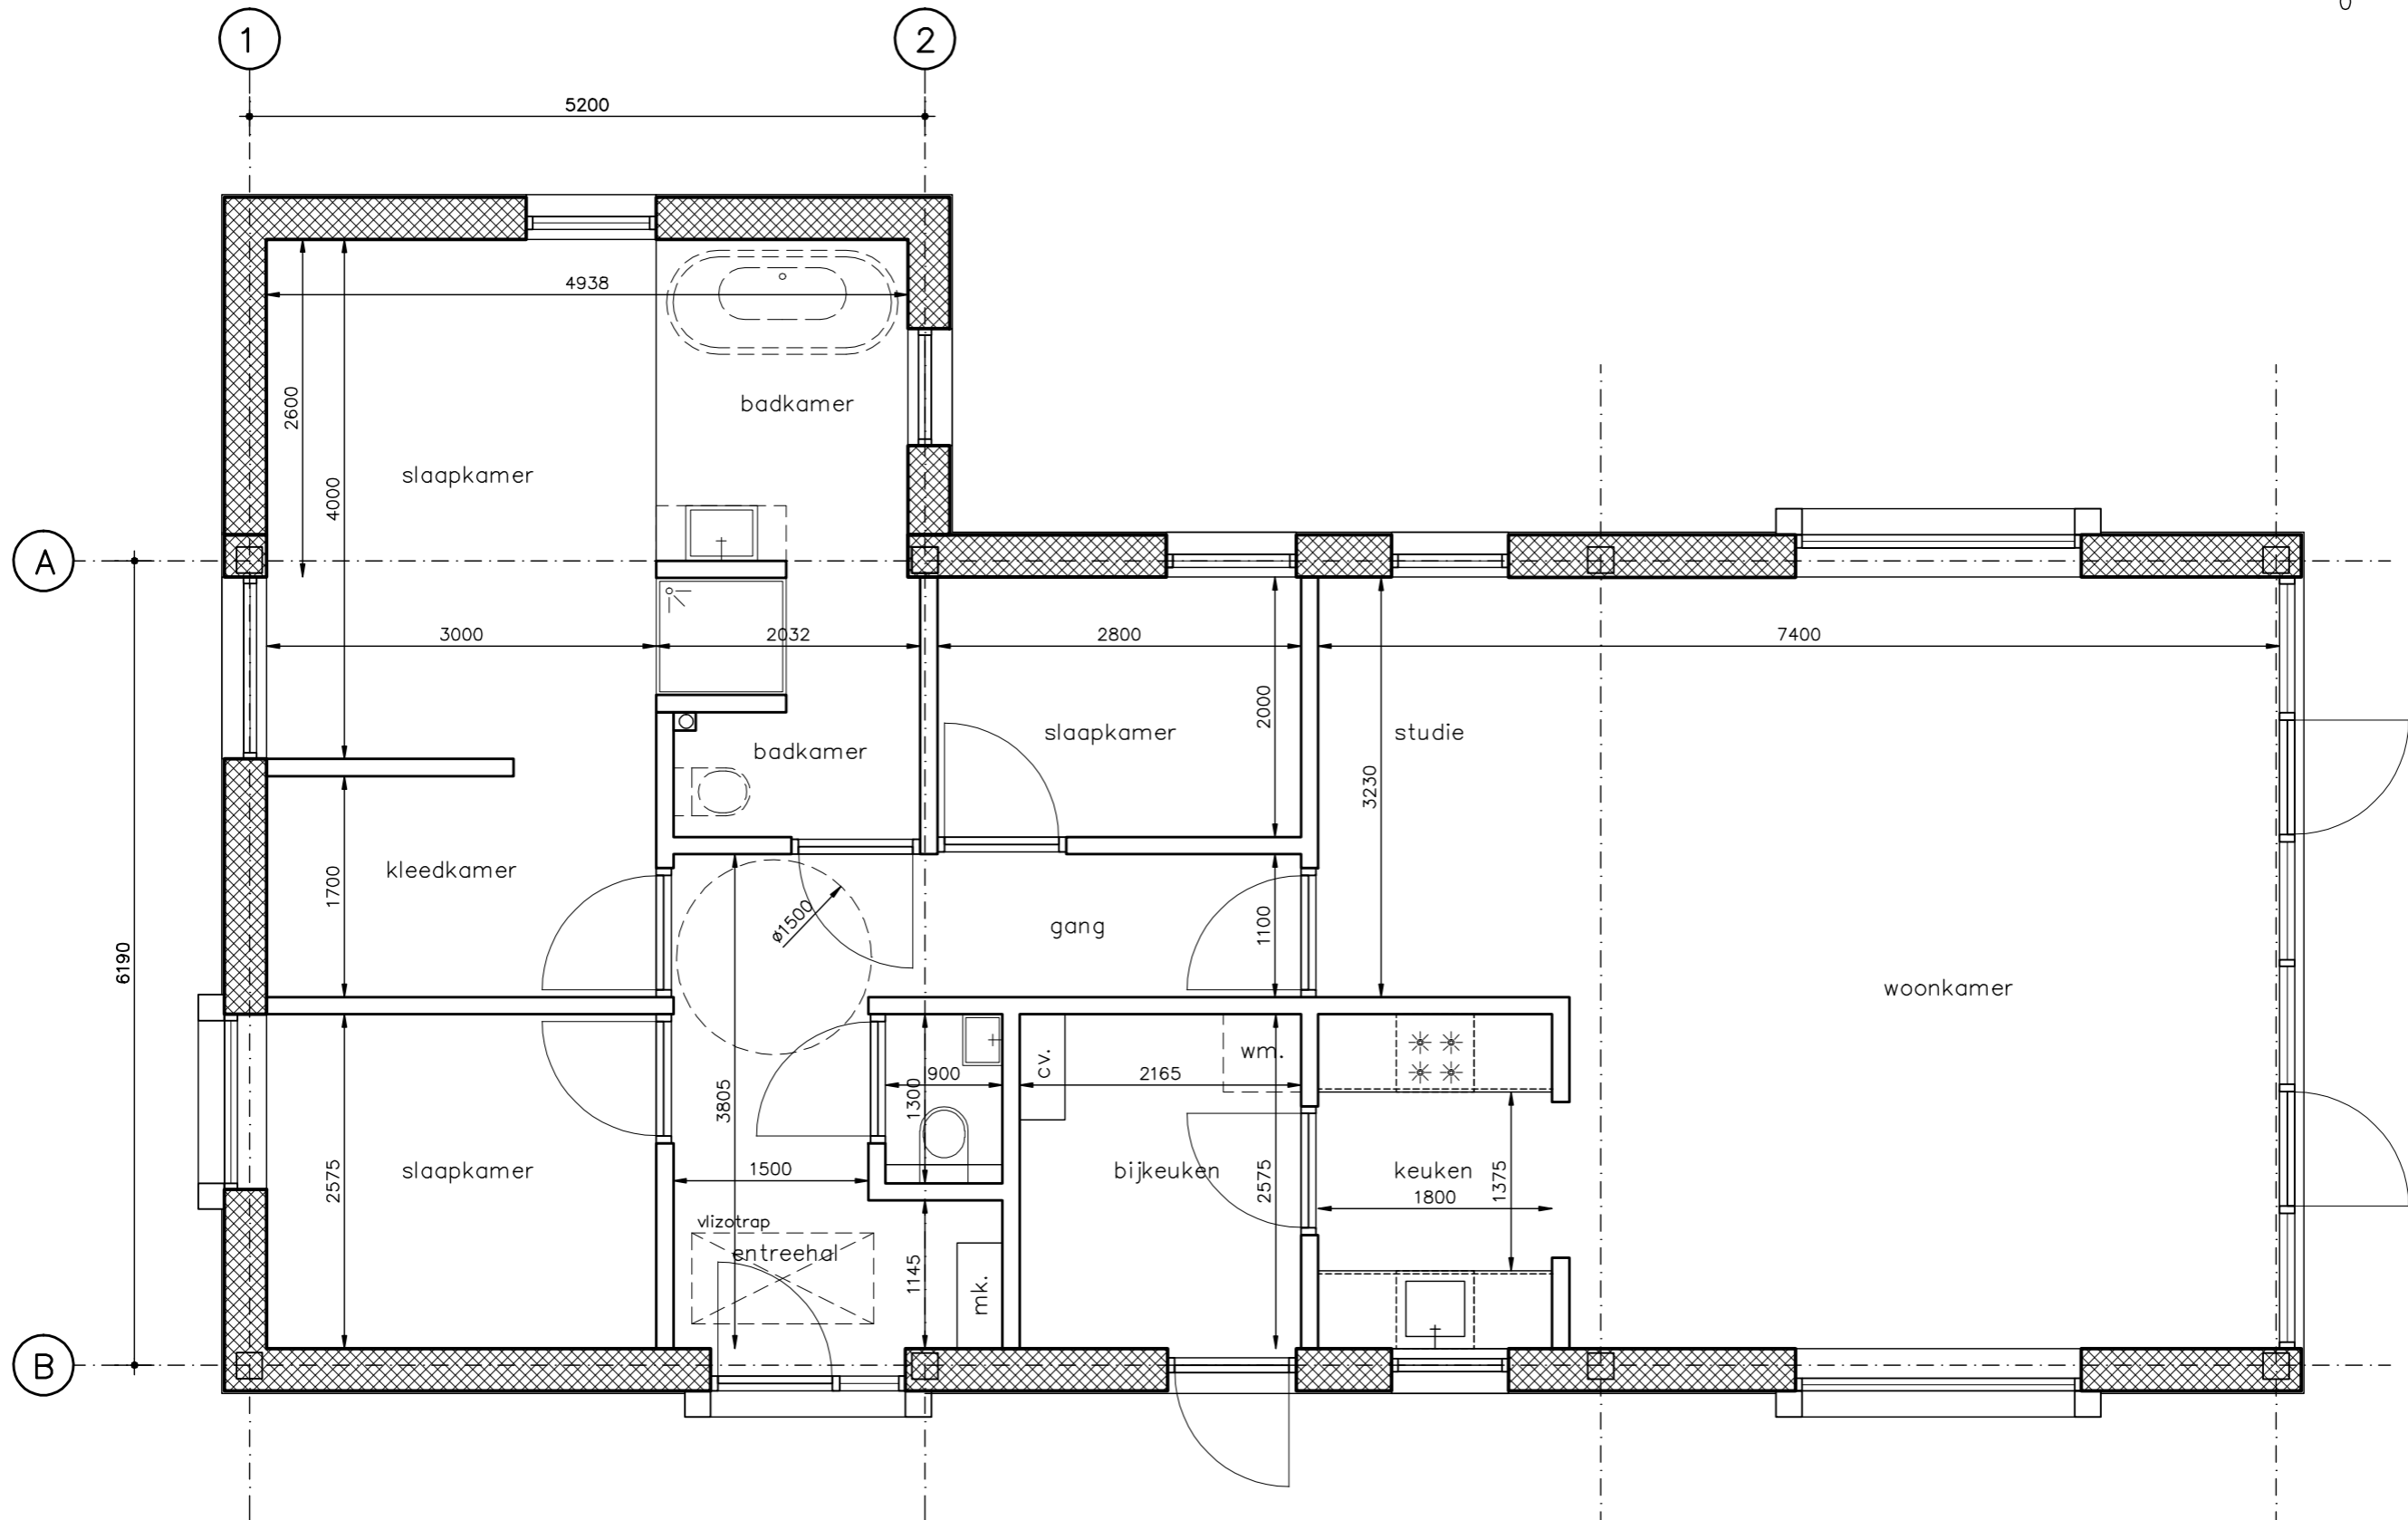 0
1
2
5200
4938
badkamer
2600
4000
slaapkamer
A
3000
2032
2800
7400
2000
slaapkamer
studie
badkamer
3230
kleedkamer
1700
ø1500
gang
1100
6190
woonkamer
wm.
cv.
900
1300
2165
3805
slaapkamer
2575
1500
bijkeuken
2575
keuken
1375
1800
vlizotrap
entreehal
1145
mk.
B